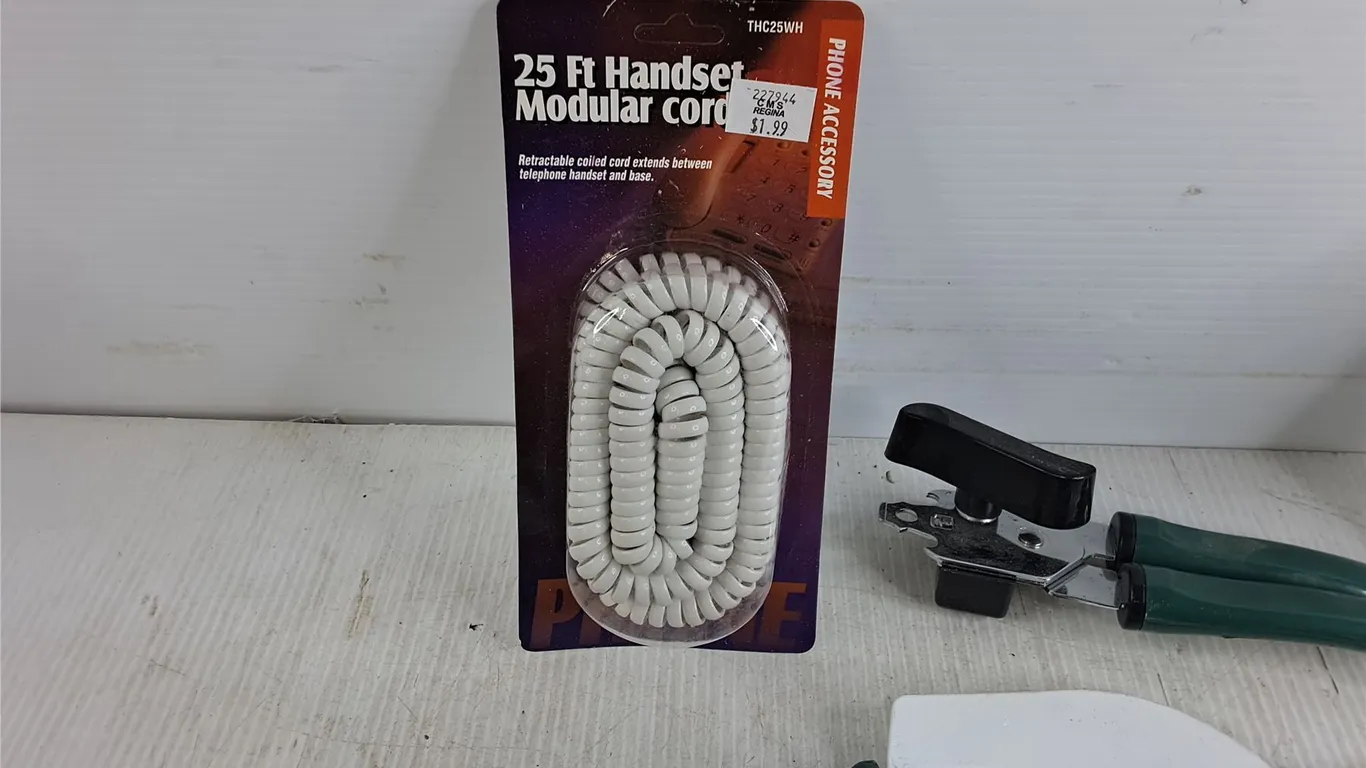 THC25WH
PHONE ACCESSORY
25 Ft Handset
Modular cord
227944
CMS
REGINA
$1.99
Retractable coiled cord extends between
telephone handset and base.